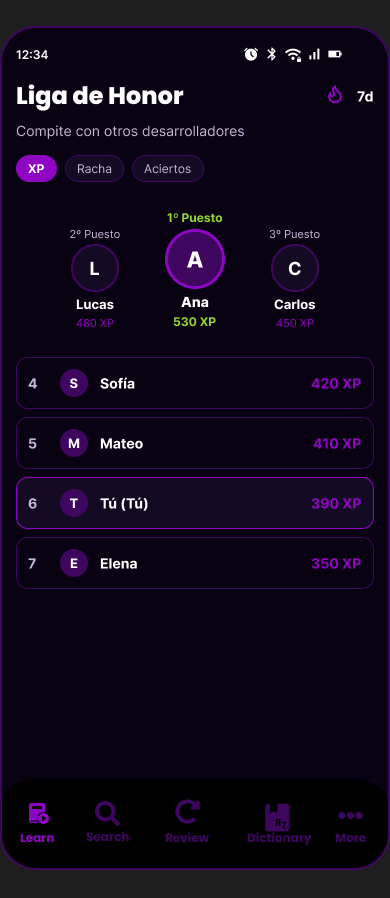 12:34
Liga de Honor
7d
Compite con otros desarrolladores
XP
Racha
Aciertos
1º Puesto
2º Puesto
3º Puesto
L
A
C
Lucas
Ana
Carlos
480 XP
530 XP
450 XP
4 S Sofía 420 XP
5 M Mateo 410 XP
6 T Tú (Tú) 390 XP
7 E Elena 350 XP
Learn
Search
Review
Dictionary
More